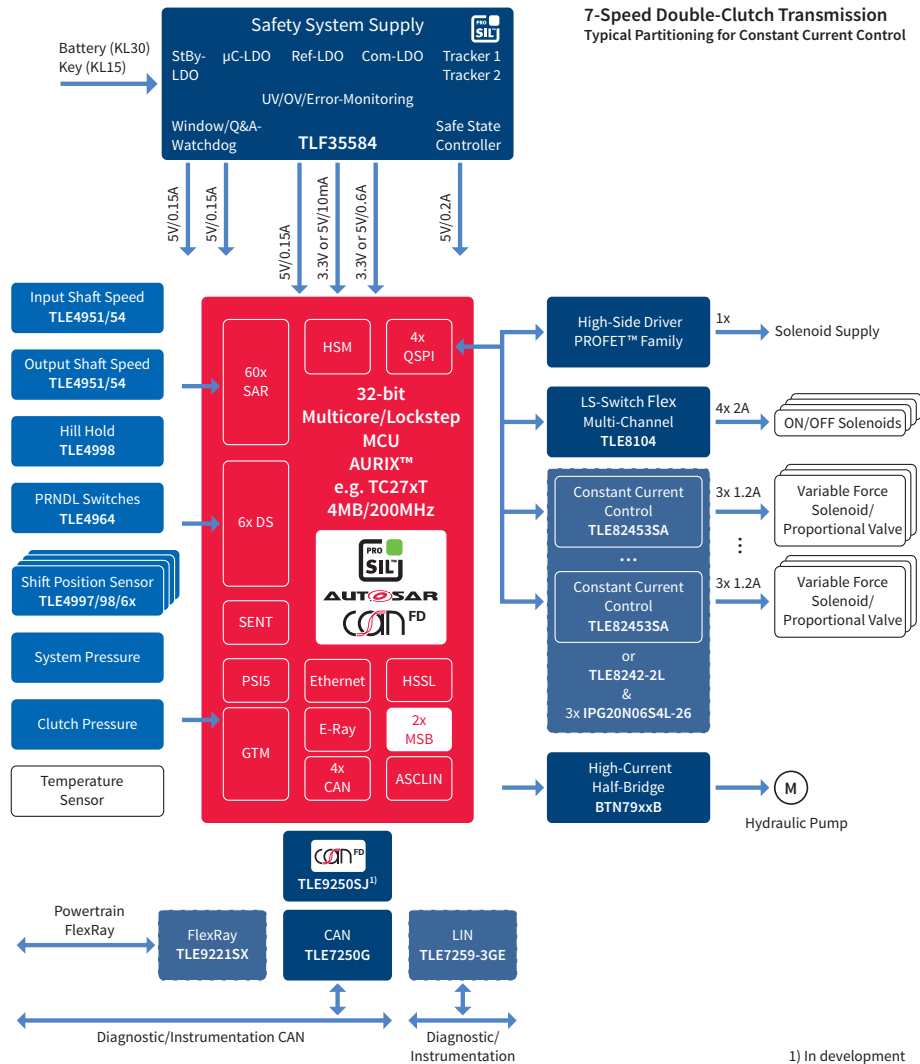 7-Speed Double-Clutch Transmission
Typical Partitioning for Constant Current Control
Battery (KL30)
Key (KL15)
Safety System Supply
PRO
SIL
StBy-
LDO
µC-LDO
Ref-LDO
Com-LDO
Tracker 1
Tracker 2
UV/OV/Error-Monitoring
Window/Q&A-
Watchdog
TLF35584
Safe State
Controller
5V/0.15A
5V/0.15A
5V/0.15A
3.3V or 5V/10mA
3.3V or 5V/0.6A
5V/0.2A
Input Shaft Speed
TLE4951/54
Output Shaft Speed
TLE4951/54
Hill Hold
TLE4998
PRNDL Switches
TLE4964
Shift Position Sensor
TLE4997/98/6x
System Pressure
Clutch Pressure
Temperature
Sensor
60x
SAR
HSM
4x
QSPI
32-bit
Multicore/Lockstep
MCU
AURIX™
e.g. TC27xT
4MB/200MHz
6x DS
PRO
SIL
AUTOSAR
CAN FD
SENT
PSI5
Ethernet
HSSL
GTM
E-Ray
2x
MSB
4x
CAN
ASCLIN
High-Side Driver
PROFET™ Family
1x
Solenoid Supply
LS-Switch Flex
Multi-Channel
TLE8104
4x 2A
ON/OFF Solenoids
Constant Current
Control
TLE82453SA
3x 1.2A
Variable Force
Solenoid/
Proportional Valve
...
⋮
Constant Current
Control
TLE82453SA
3x 1.2A
Variable Force
Solenoid/
Proportional Valve
or
TLE8242-2L
&
3x IPG20N06S4L-26
High-Current
Half-Bridge
BTN79xxB
M
Hydraulic Pump
CAN FD
TLE9250SJ1)
Powertrain
FlexRay
FlexRay
TLE9221SX
CAN
TLE7250G
LIN
TLE7259-3GE
Diagnostic/Instrumentation CAN
Diagnostic/
Instrumentation
1) In development